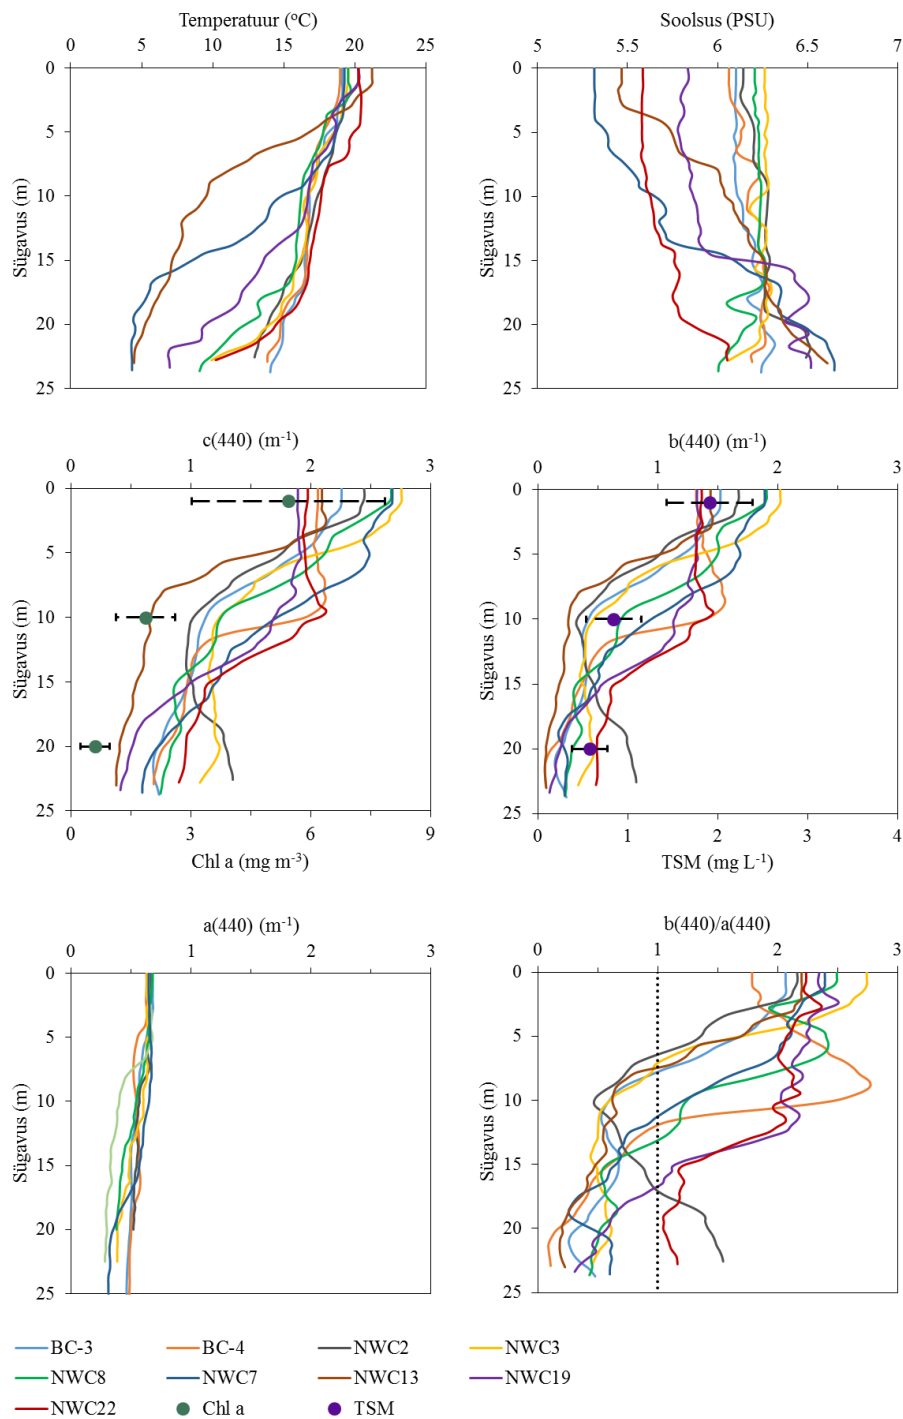 Temperatuur (°C)
0 5 10 15 20 25
0
5
10
15
20
25
Sügavus (m)
Soolsus (PSU)
5 5.5 6 6.5 7
0
5
10
15
20
25
Sügavus (m)
c(440) (m⁻¹)
0 1 2 3
0
5
10
15
20
25
Sügavus (m)
0 3 6 9
Chl a (mg m⁻³)
b(440) (m⁻¹)
0 1 2 3
0
5
10
15
20
25
Sügavus (m)
0 1 2 3 4
TSM (mg L⁻¹)
a(440) (m⁻¹)
0 1 2 3
0
5
10
15
20
25
Sügavus (m)
b(440)/a(440)
0 1 2 3
0
5
10
15
20
25
Sügavus (m)
BC-3 BC-4 NWC2 NWC3
NWC8 NWC7 NWC13 NWC19
NWC22 Chl a TSM